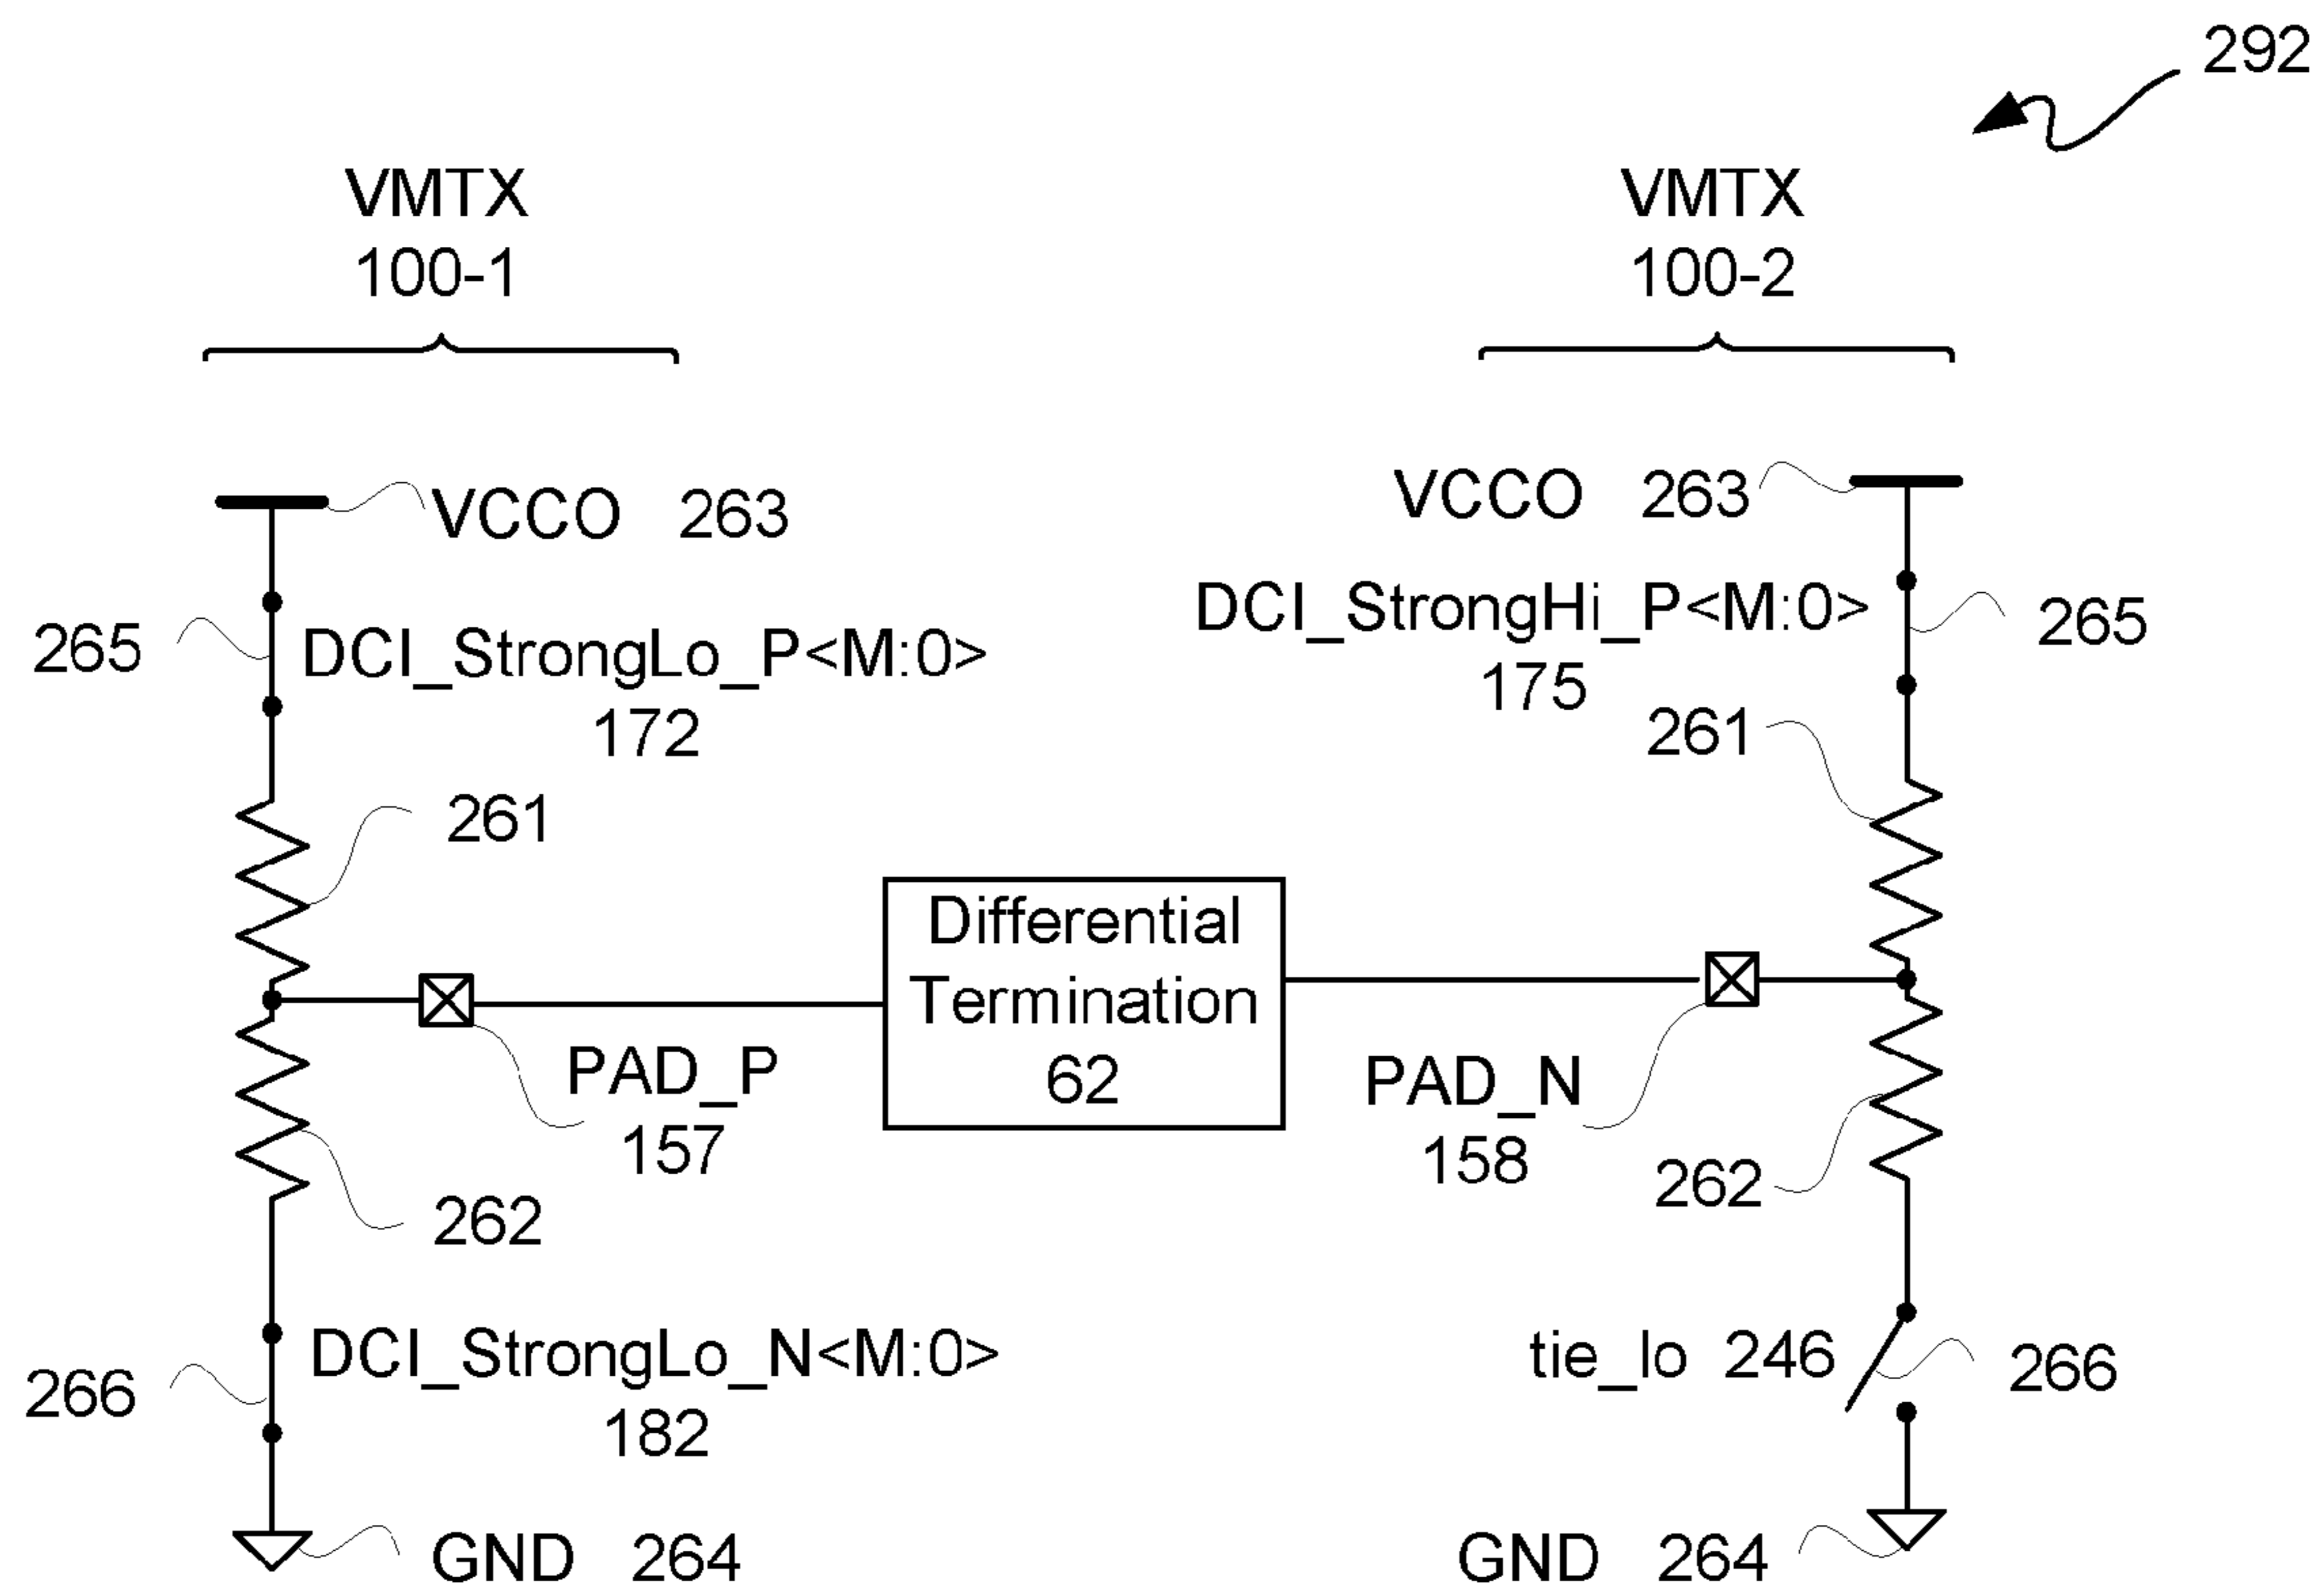 292
VMTX
100-1
VMTX
100-2
VCCO 263
VCCO 263
265
DCI_StrongLo_P<M:0>
172
DCI_StrongHi_P<M:0>
175
265
261
261
Differential
Termination
62
PAD_P
157
PAD_N
158
262
262
266
DCI_StrongLo_N<M:0>
182
tie_lo 246
266
GND 264
GND 264